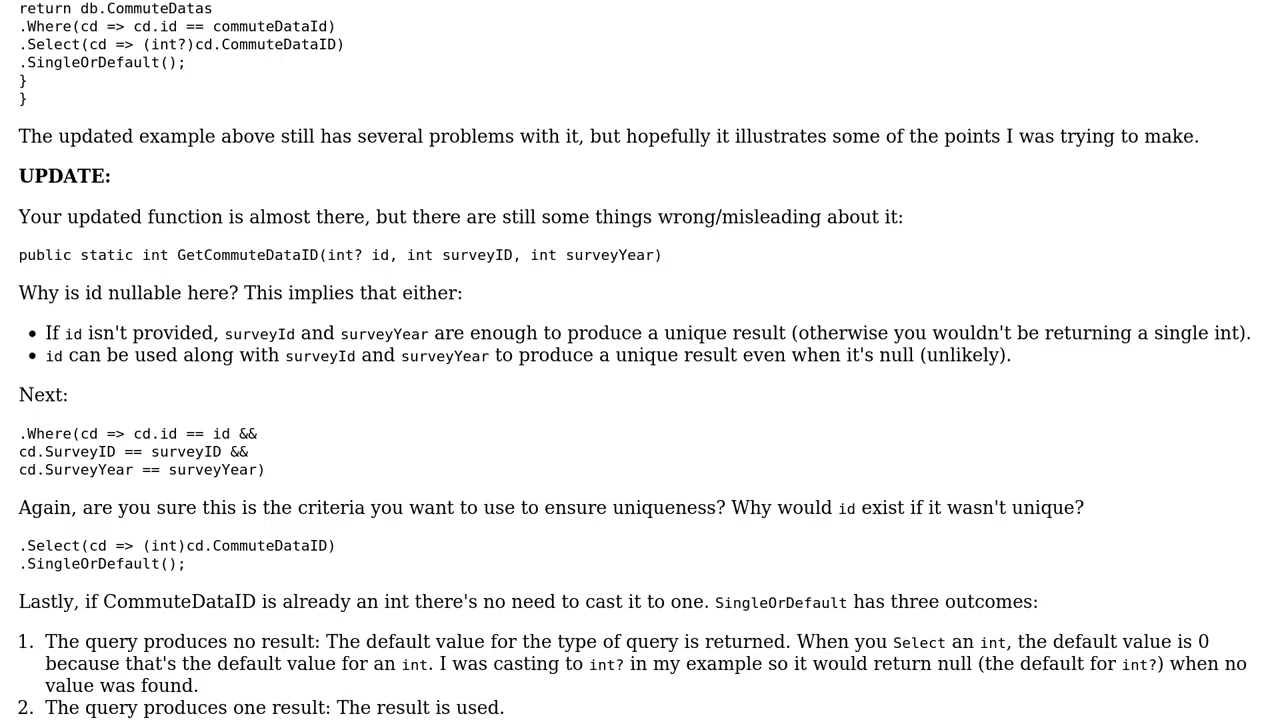 return db.CommuteDatas
.Where(cd => cd.id == commuteDataId)
.Select(cd => (int?)cd.CommuteDataID)
.SingleOrDefault();
}
}
The updated example above still has several problems with it, but hopefully it illustrates some of the points I was trying to make.
UPDATE:
Your updated function is almost there, but there are still some things wrong/misleading about it:
public static int GetCommuteDataID(int? id, int surveyID, int surveyYear)
Why is id nullable here? This implies that either:
• If id isn't provided, surveyId and surveyYear are enough to produce a unique result (otherwise you wouldn't be returning a single int).
• id can be used along with surveyId and surveyYear to produce a unique result even when it's null (unlikely).
Next:
.Where(cd => cd.id == id &&
cd.SurveyID == surveyID &&
cd.SurveyYear == surveyYear)
Again, are you sure this is the criteria you want to use to ensure uniqueness? Why would id exist if it wasn't unique?
.Select(cd => (int)cd.CommuteDataID)
.SingleOrDefault();
Lastly, if CommuteDataID is already an int there's no need to cast it to one. SingleOrDefault has three outcomes:
1. The query produces no result: The default value for the type of query is returned. When you Select an int, the default value is 0
because that's the default value for an int. I was casting to int? in my example so it would return null (the default for int?) when no
value was found.
2. The query produces one result: The result is used.